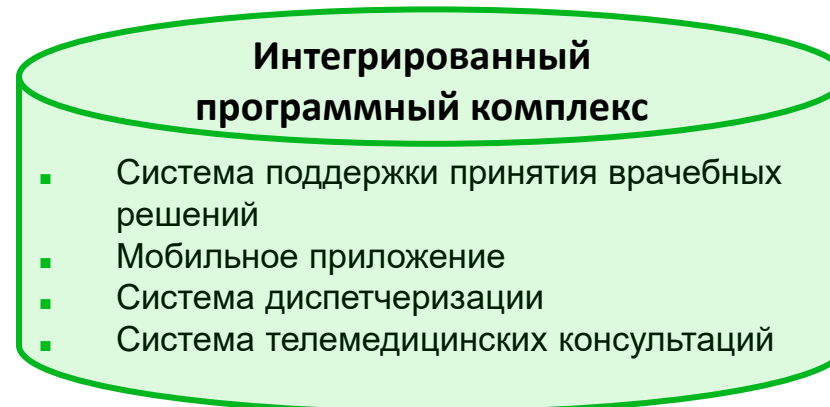 Интегрированный
программный комплекс
▪ Система поддержки принятия врачебных
решений
▪ Мобильное приложение
▪ Система диспетчеризации
▪ Система телемедицинских консультаций